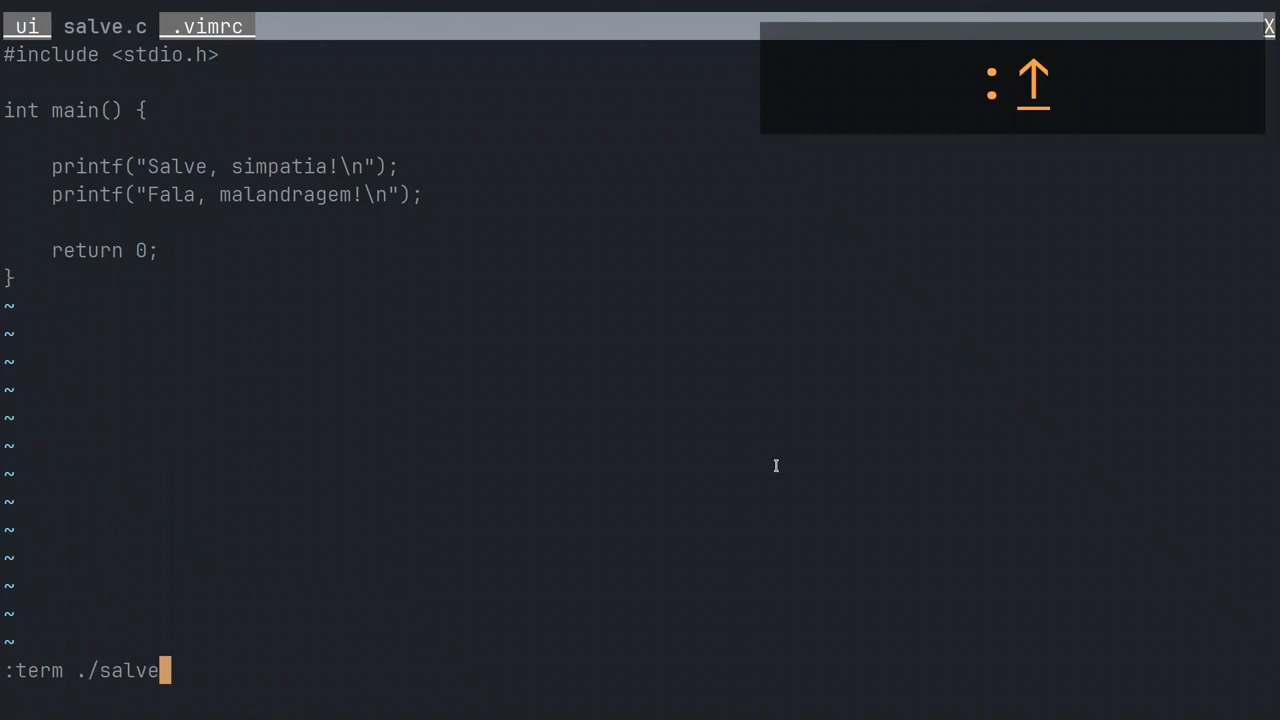 ui  salve.c  .vimrc X
:↑
#include <stdio.h>
int main() {
    printf("Salve, simpatia!\n");
    printf("Fala, malandragem!\n");
    return 0;
}
~
~
~
~
~
~
~
~
~
~
~
~
~
:term ./salve